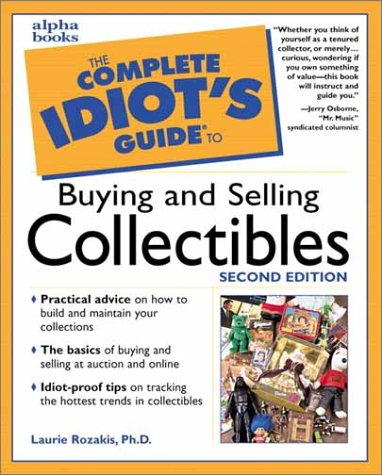 alpha
books
THE
COMPLETE
IDIOT'S
GUIDE® TO
"Whether you think of
yourself as a tenured
collector, or merely…
curious, wondering if
you own something
of value—this book
will instruct and
guide you."
—Jerry Osborne,
"Mr. Music"
syndicated columnist
Buying and Selling
Collectibles
SECOND EDITION
♦ Practical advice on how to
build and maintain your
collections
♦ The basics of buying and
selling at auction and online
♦ Idiot-proof tips on tracking
the hottest trends in collectibles
Laurie Rozakis, Ph.D.